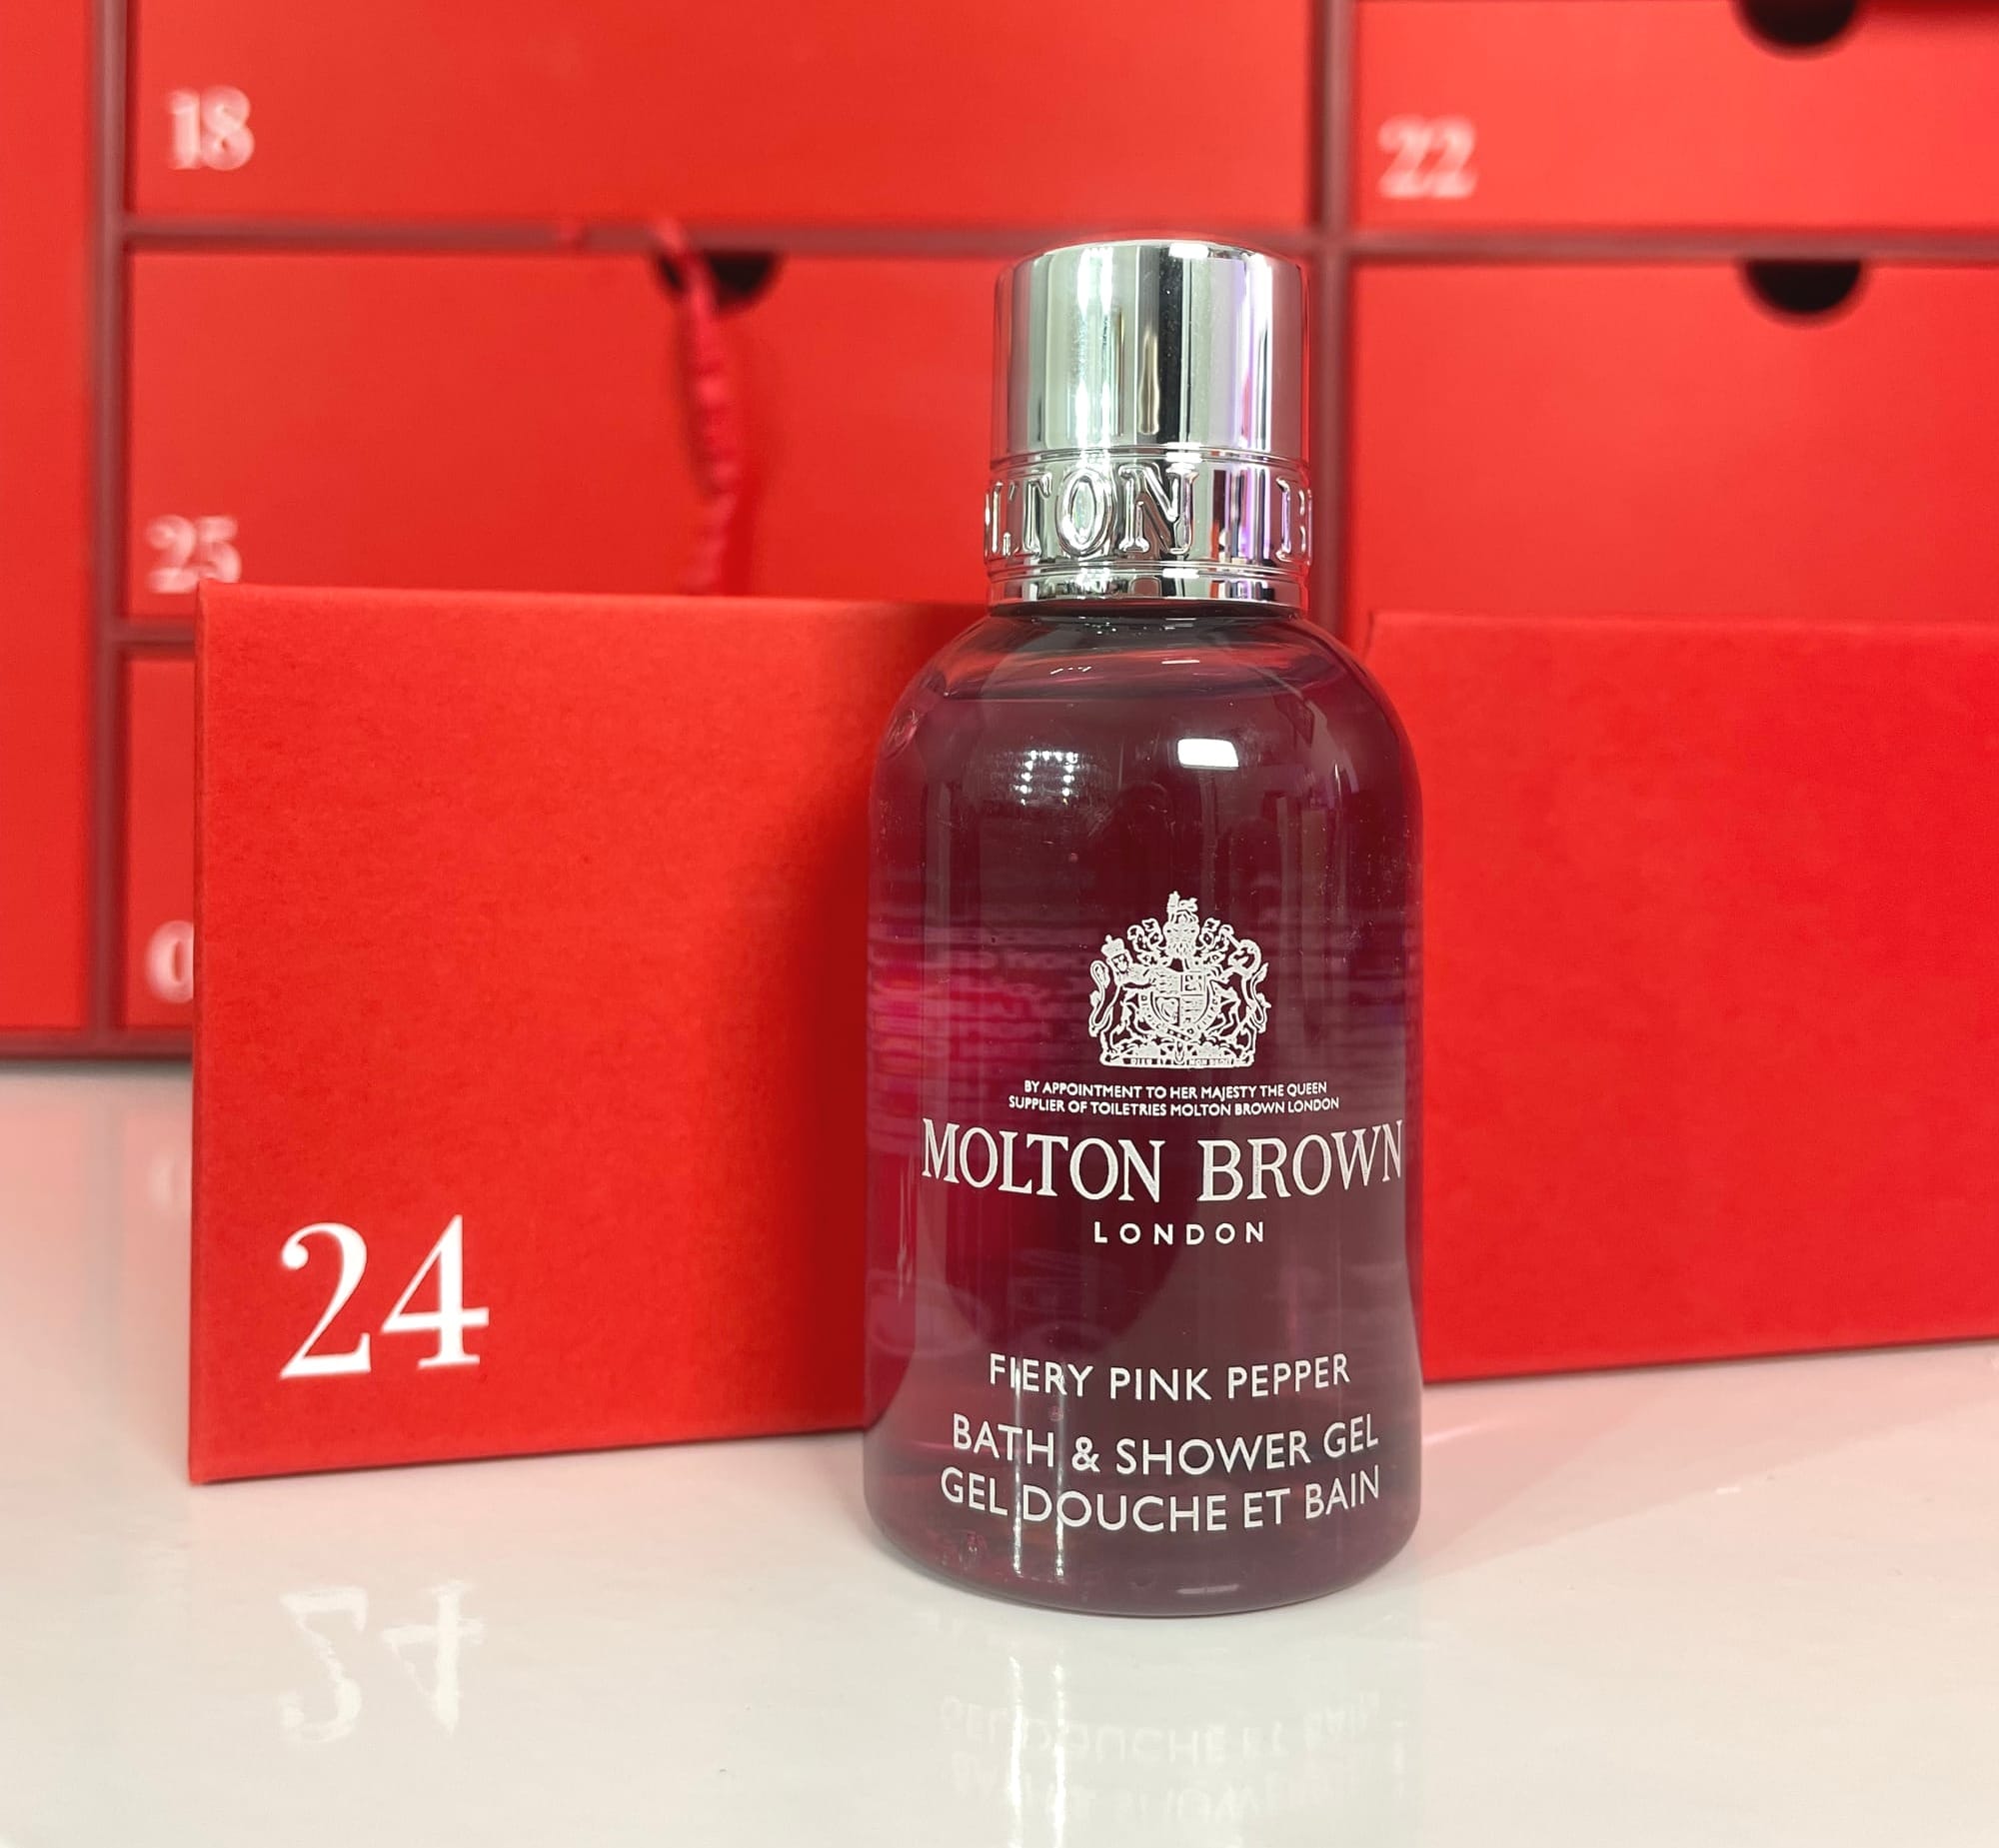 18
22
25
LTON B
24
BY APPOINTMENT TO HER MAJESTY THE QUEEN
SUPPLIER OF TOILETRIES MOLTON BROWN LONDON
MOLTON BROWN
LONDON
FIERY PINK PEPPER
BATH & SHOWER GEL
GEL DOUCHE ET BAIN